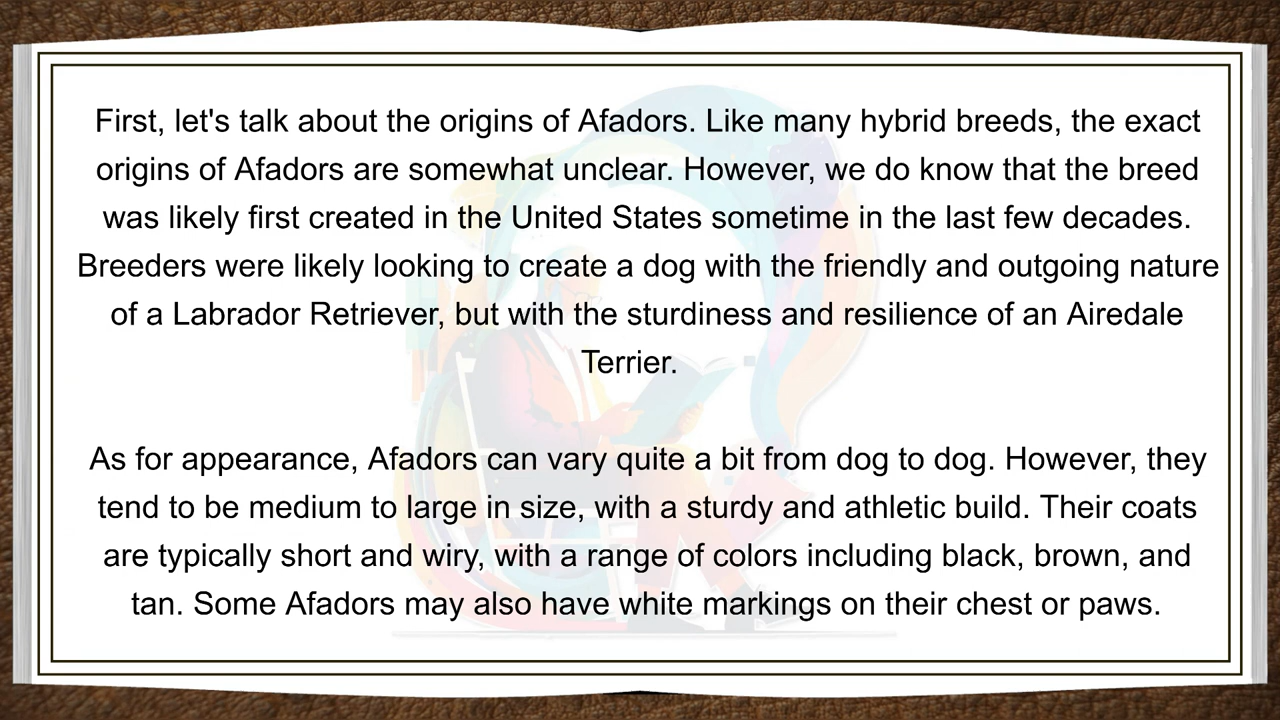 First, let's talk about the origins of Afadors. Like many hybrid breeds, the exact
origins of Afadors are somewhat unclear. However, we do know that the breed
was likely first created in the United States sometime in the last few decades.
Breeders were likely looking to create a dog with the friendly and outgoing nature
of a Labrador Retriever, but with the sturdiness and resilience of an Airedale
Terrier.
As for appearance, Afadors can vary quite a bit from dog to dog. However, they
tend to be medium to large in size, with a sturdy and athletic build. Their coats
are typically short and wiry, with a range of colors including black, brown, and
tan. Some Afadors may also have white markings on their chest or paws.